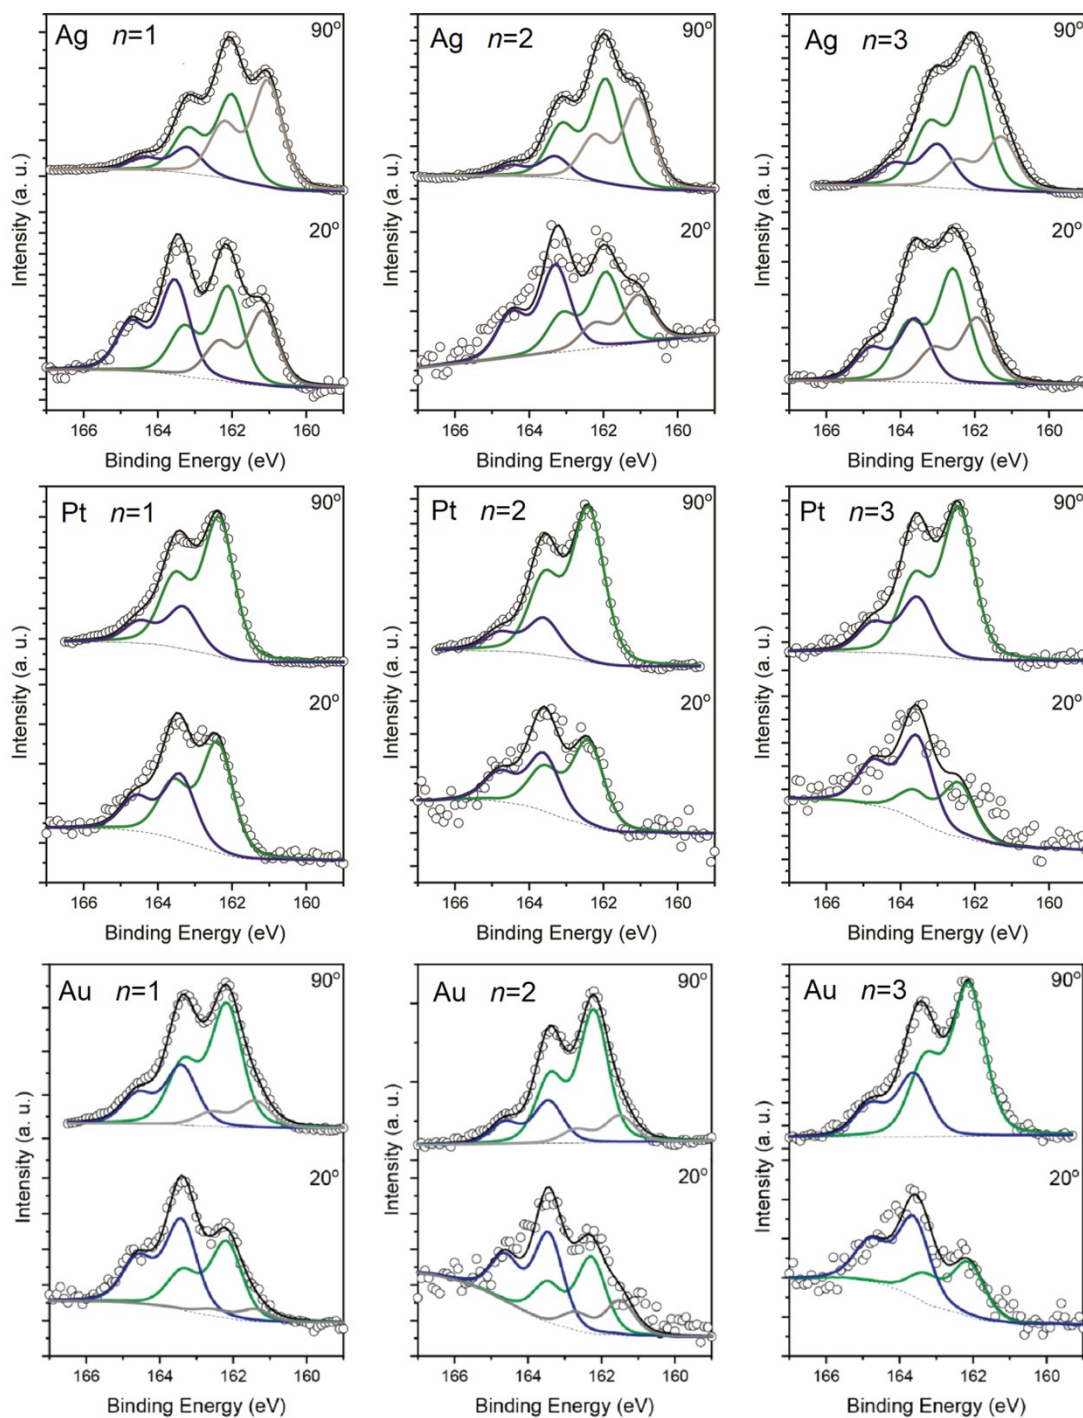 Ag n=1 90°
20°
Intensity (a. u.)
166 164 162 160
Binding Energy (eV)
Ag n=2 90°
20°
Intensity (a. u.)
166 164 162 160
Binding Energy (eV)
Ag n=3 90°
20°
Intensity (a. u.)
166 164 162 160
Binding Energy (eV)
Pt n=1 90°
20°
Intensity (a. u.)
166 164 162 160
Binding Energy (eV)
Pt n=2 90°
20°
Intensity (a. u.)
166 164 162 160
Binding Energy (eV)
Pt n=3 90°
20°
Intensity (a. u.)
166 164 162 160
Binding Energy (eV)
Au n=1 90°
20°
Intensity (a. u.)
166 164 162 160
Binding Energy (eV)
Au n=2 90°
20°
Intensity (a. u.)
166 164 162 160
Binding Energy (eV)
Au n=3 90°
20°
Intensity (a. u.)
166 164 162 160
Binding Energy (eV)